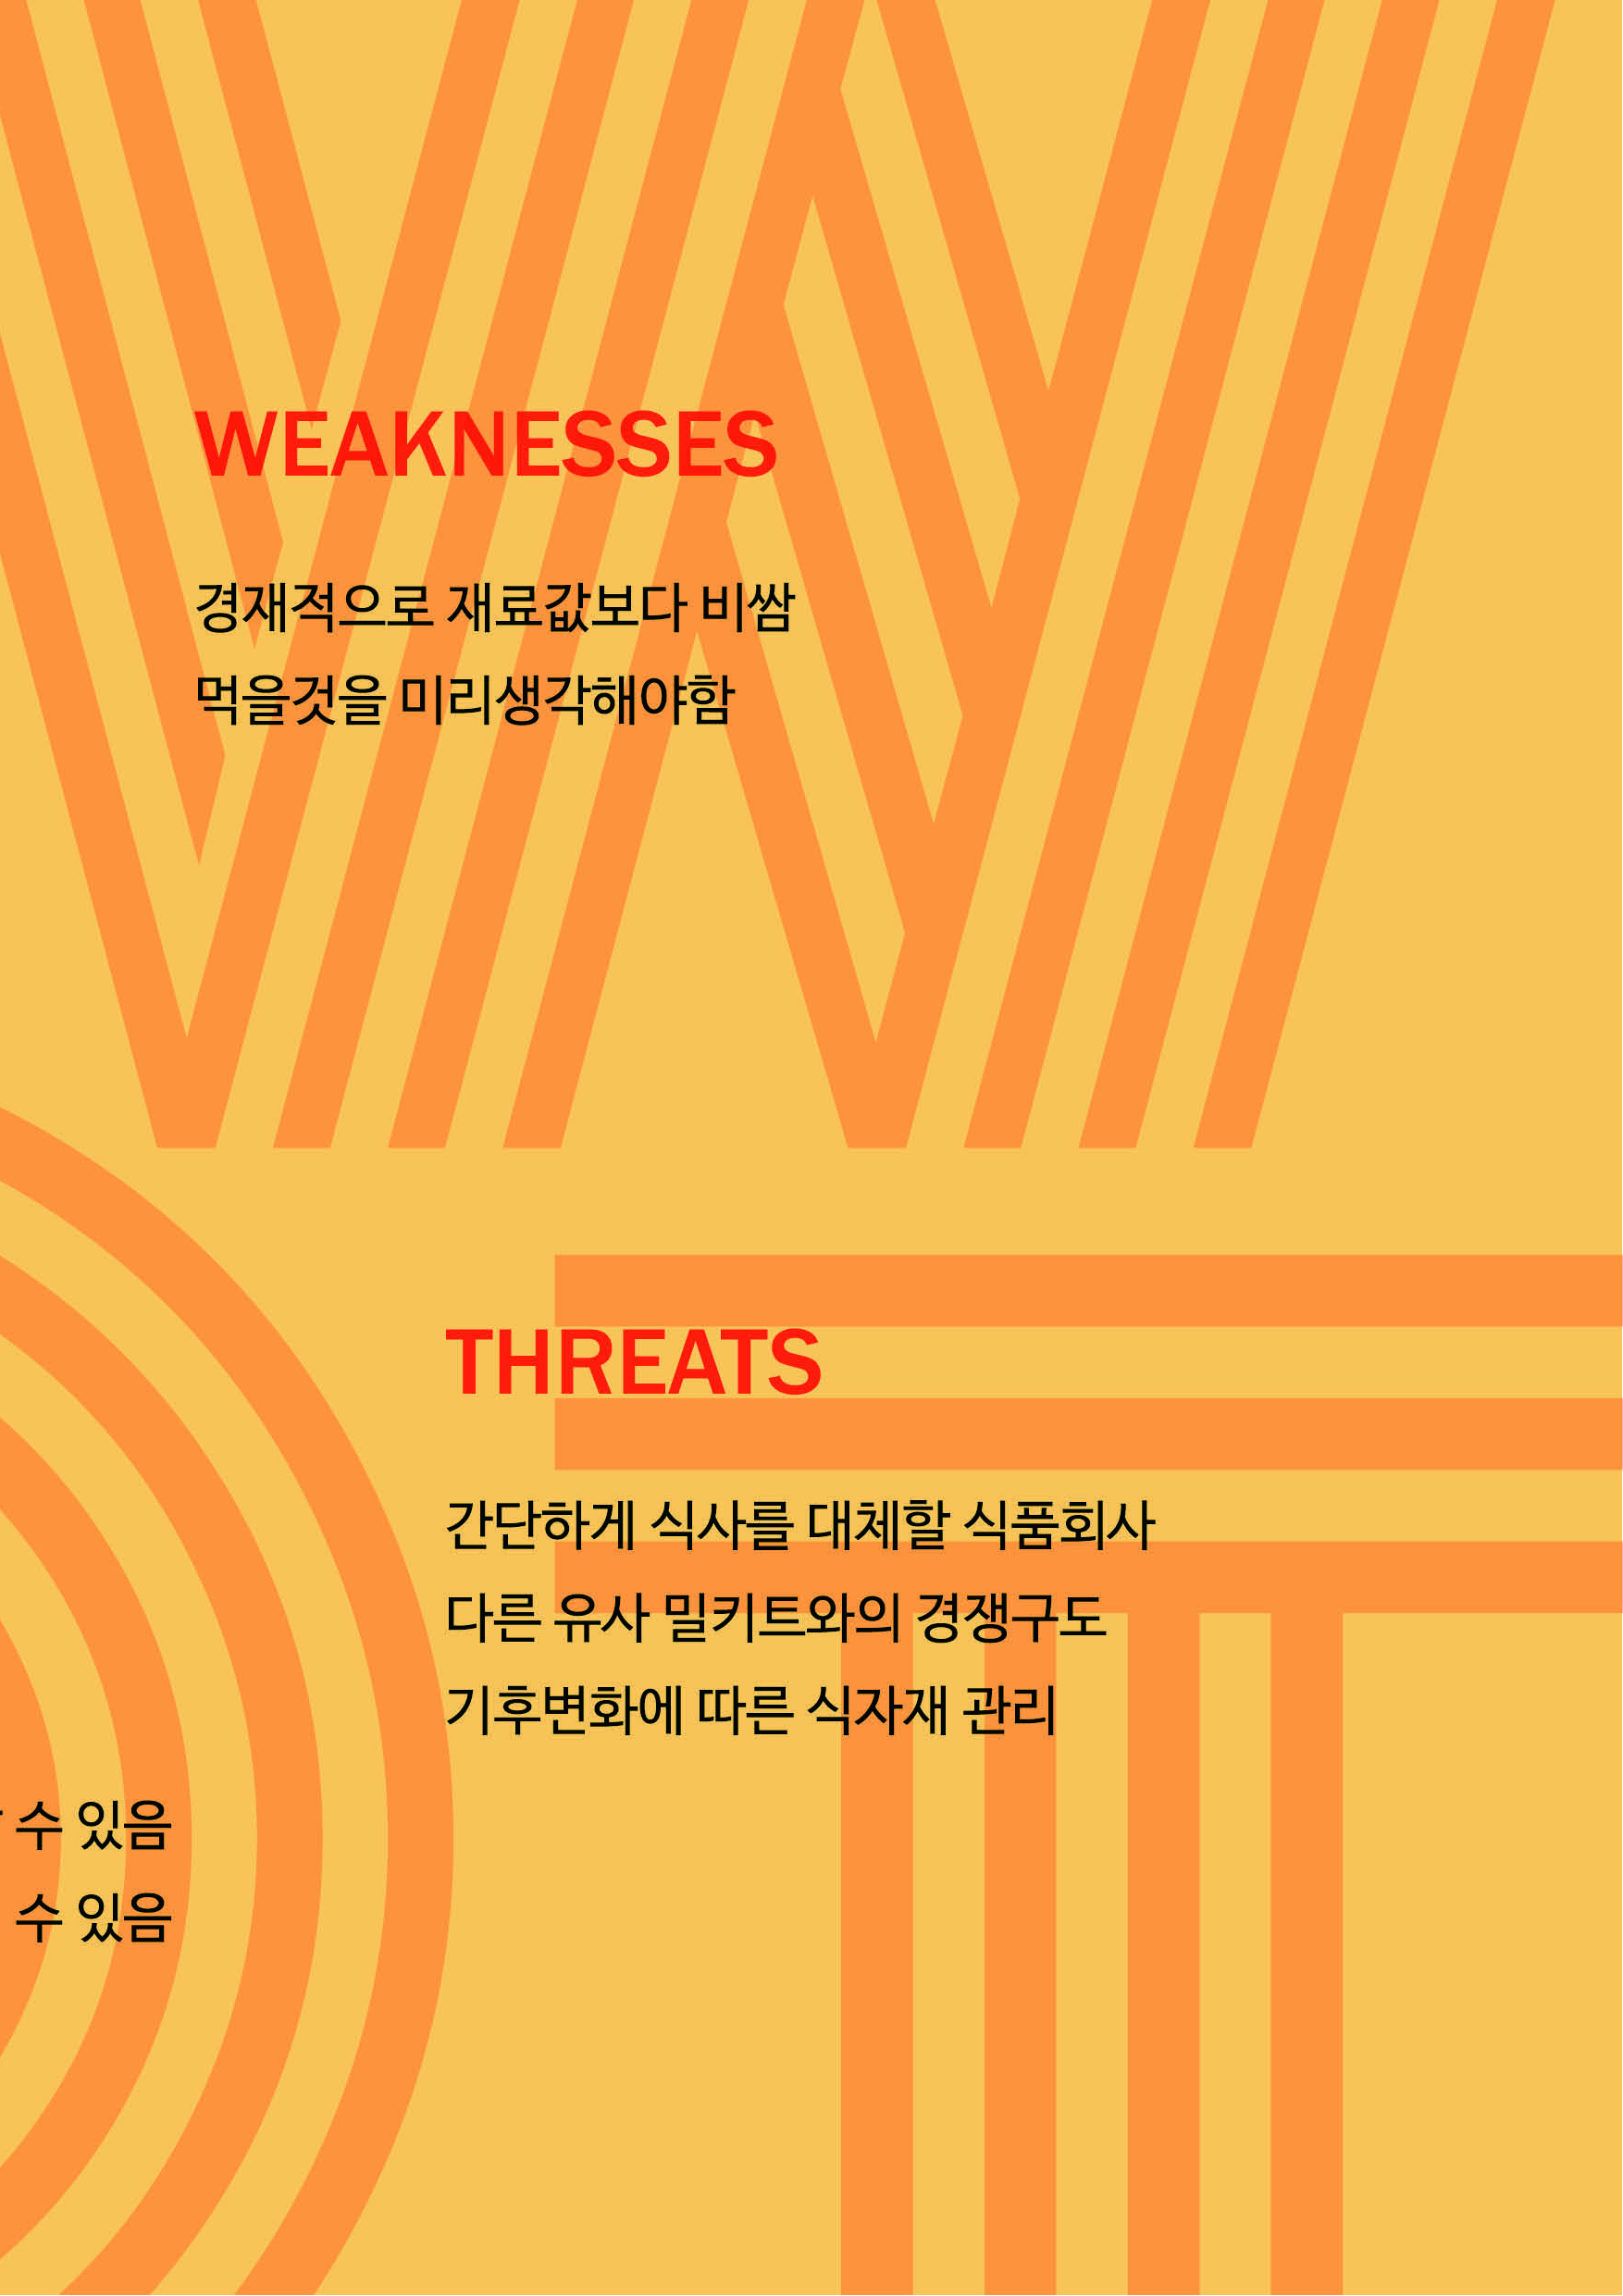 WEAKNESSES
경재적으로 재료값보다 비쌈
먹을것을 미리생각해야함
THREATS
간단하게 식사를 대체할 식품회사
다른 유사 밀키트와의 경쟁구도
기후변화에 따른 식자재 관리
수 있음
수 있음